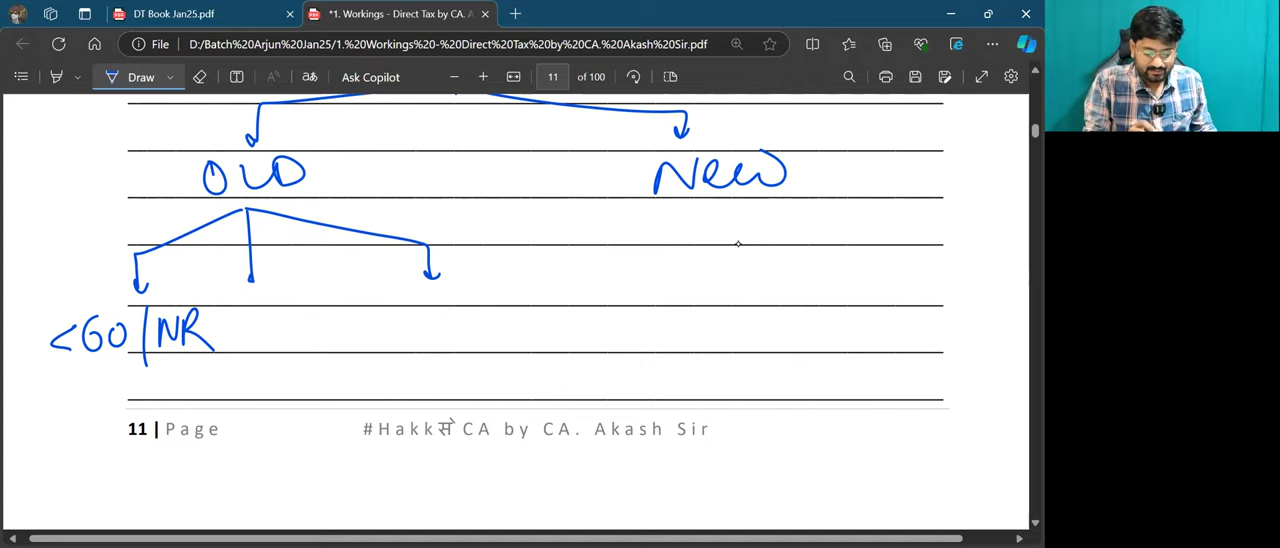 DT Book Jan25.pdf
*1. Workings - Direct Tax by CA. A
File
D:/Batch%20Arjun%20Jan25/1.%20Workings%20-%20Direct%20Tax%20by%20CA.%20Akash%20Sir.pdf
Draw
aあ
Ask Copilot
11 of 100
OLD
New
<60 | NR
11 | Page
#Hakkसे CA by CA. Akash Sir